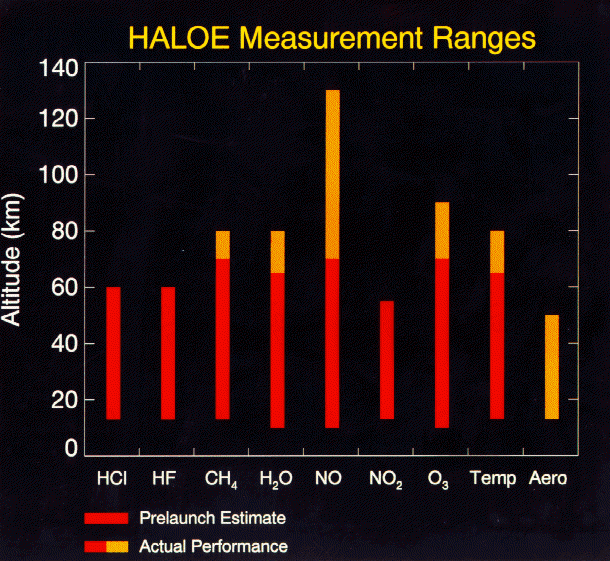 HALOE Measurement Ranges
140
120
100
80
60
40
20
0
Altitude (km)
HCl HF CH₄ H₂O NO NO₂ O₃ Temp Aero
Prelaunch Estimate
Actual Performance